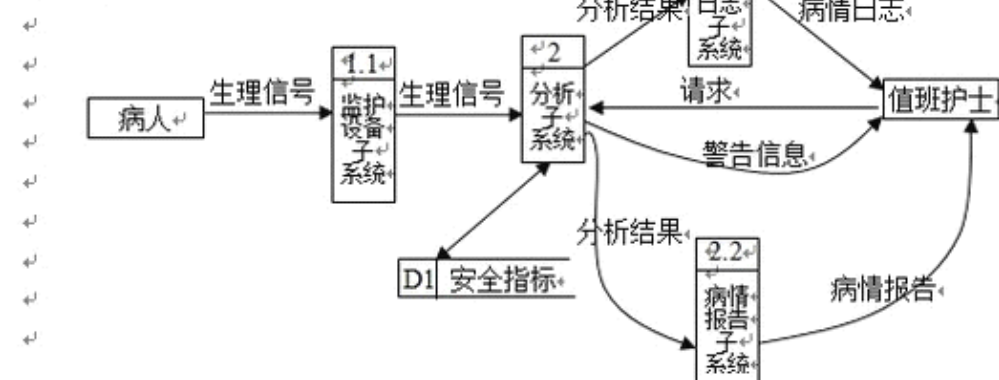 分析结果
日志
子
系统
病情日志
1.1
监护
设备
子
系统
2
分析
子
系统
病人
生理信号
生理信号
请求
值班护士
警告信息
D1 安全指标
分析结果
2.2
病情
报告
子
系统
病情报告